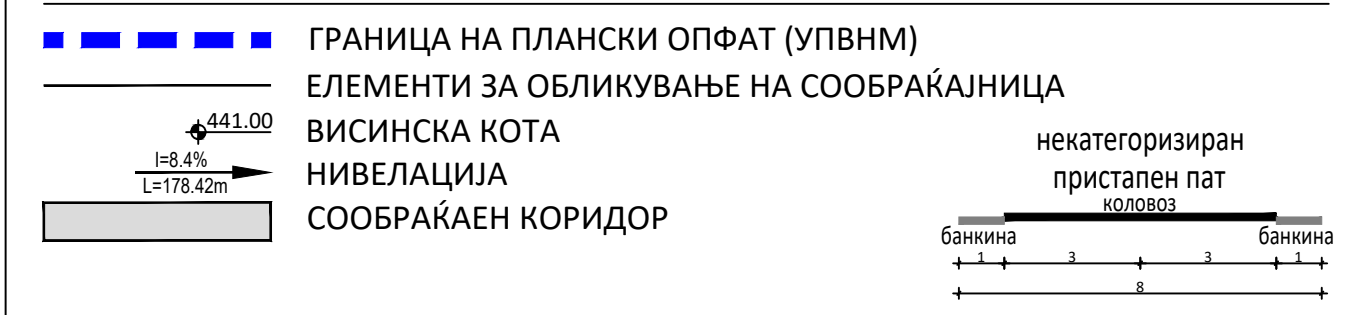 ГРАНИЦА НА ПЛАНСКИ ОПФАТ (УПВНМ)
ЕЛЕМЕНТИ ЗА ОБЛИКУВАЊЕ НА СООБРАЌАЈНИЦА
441.00 ВИСИНСКА КОТА
I=8.4%
L=178.42m
НИВЕЛАЦИЈА
СООБРАЌАЕН КОРИДОР
некатегоризиран
пристапен пат
коловоз
банкина банкина
1 3 3 1
8